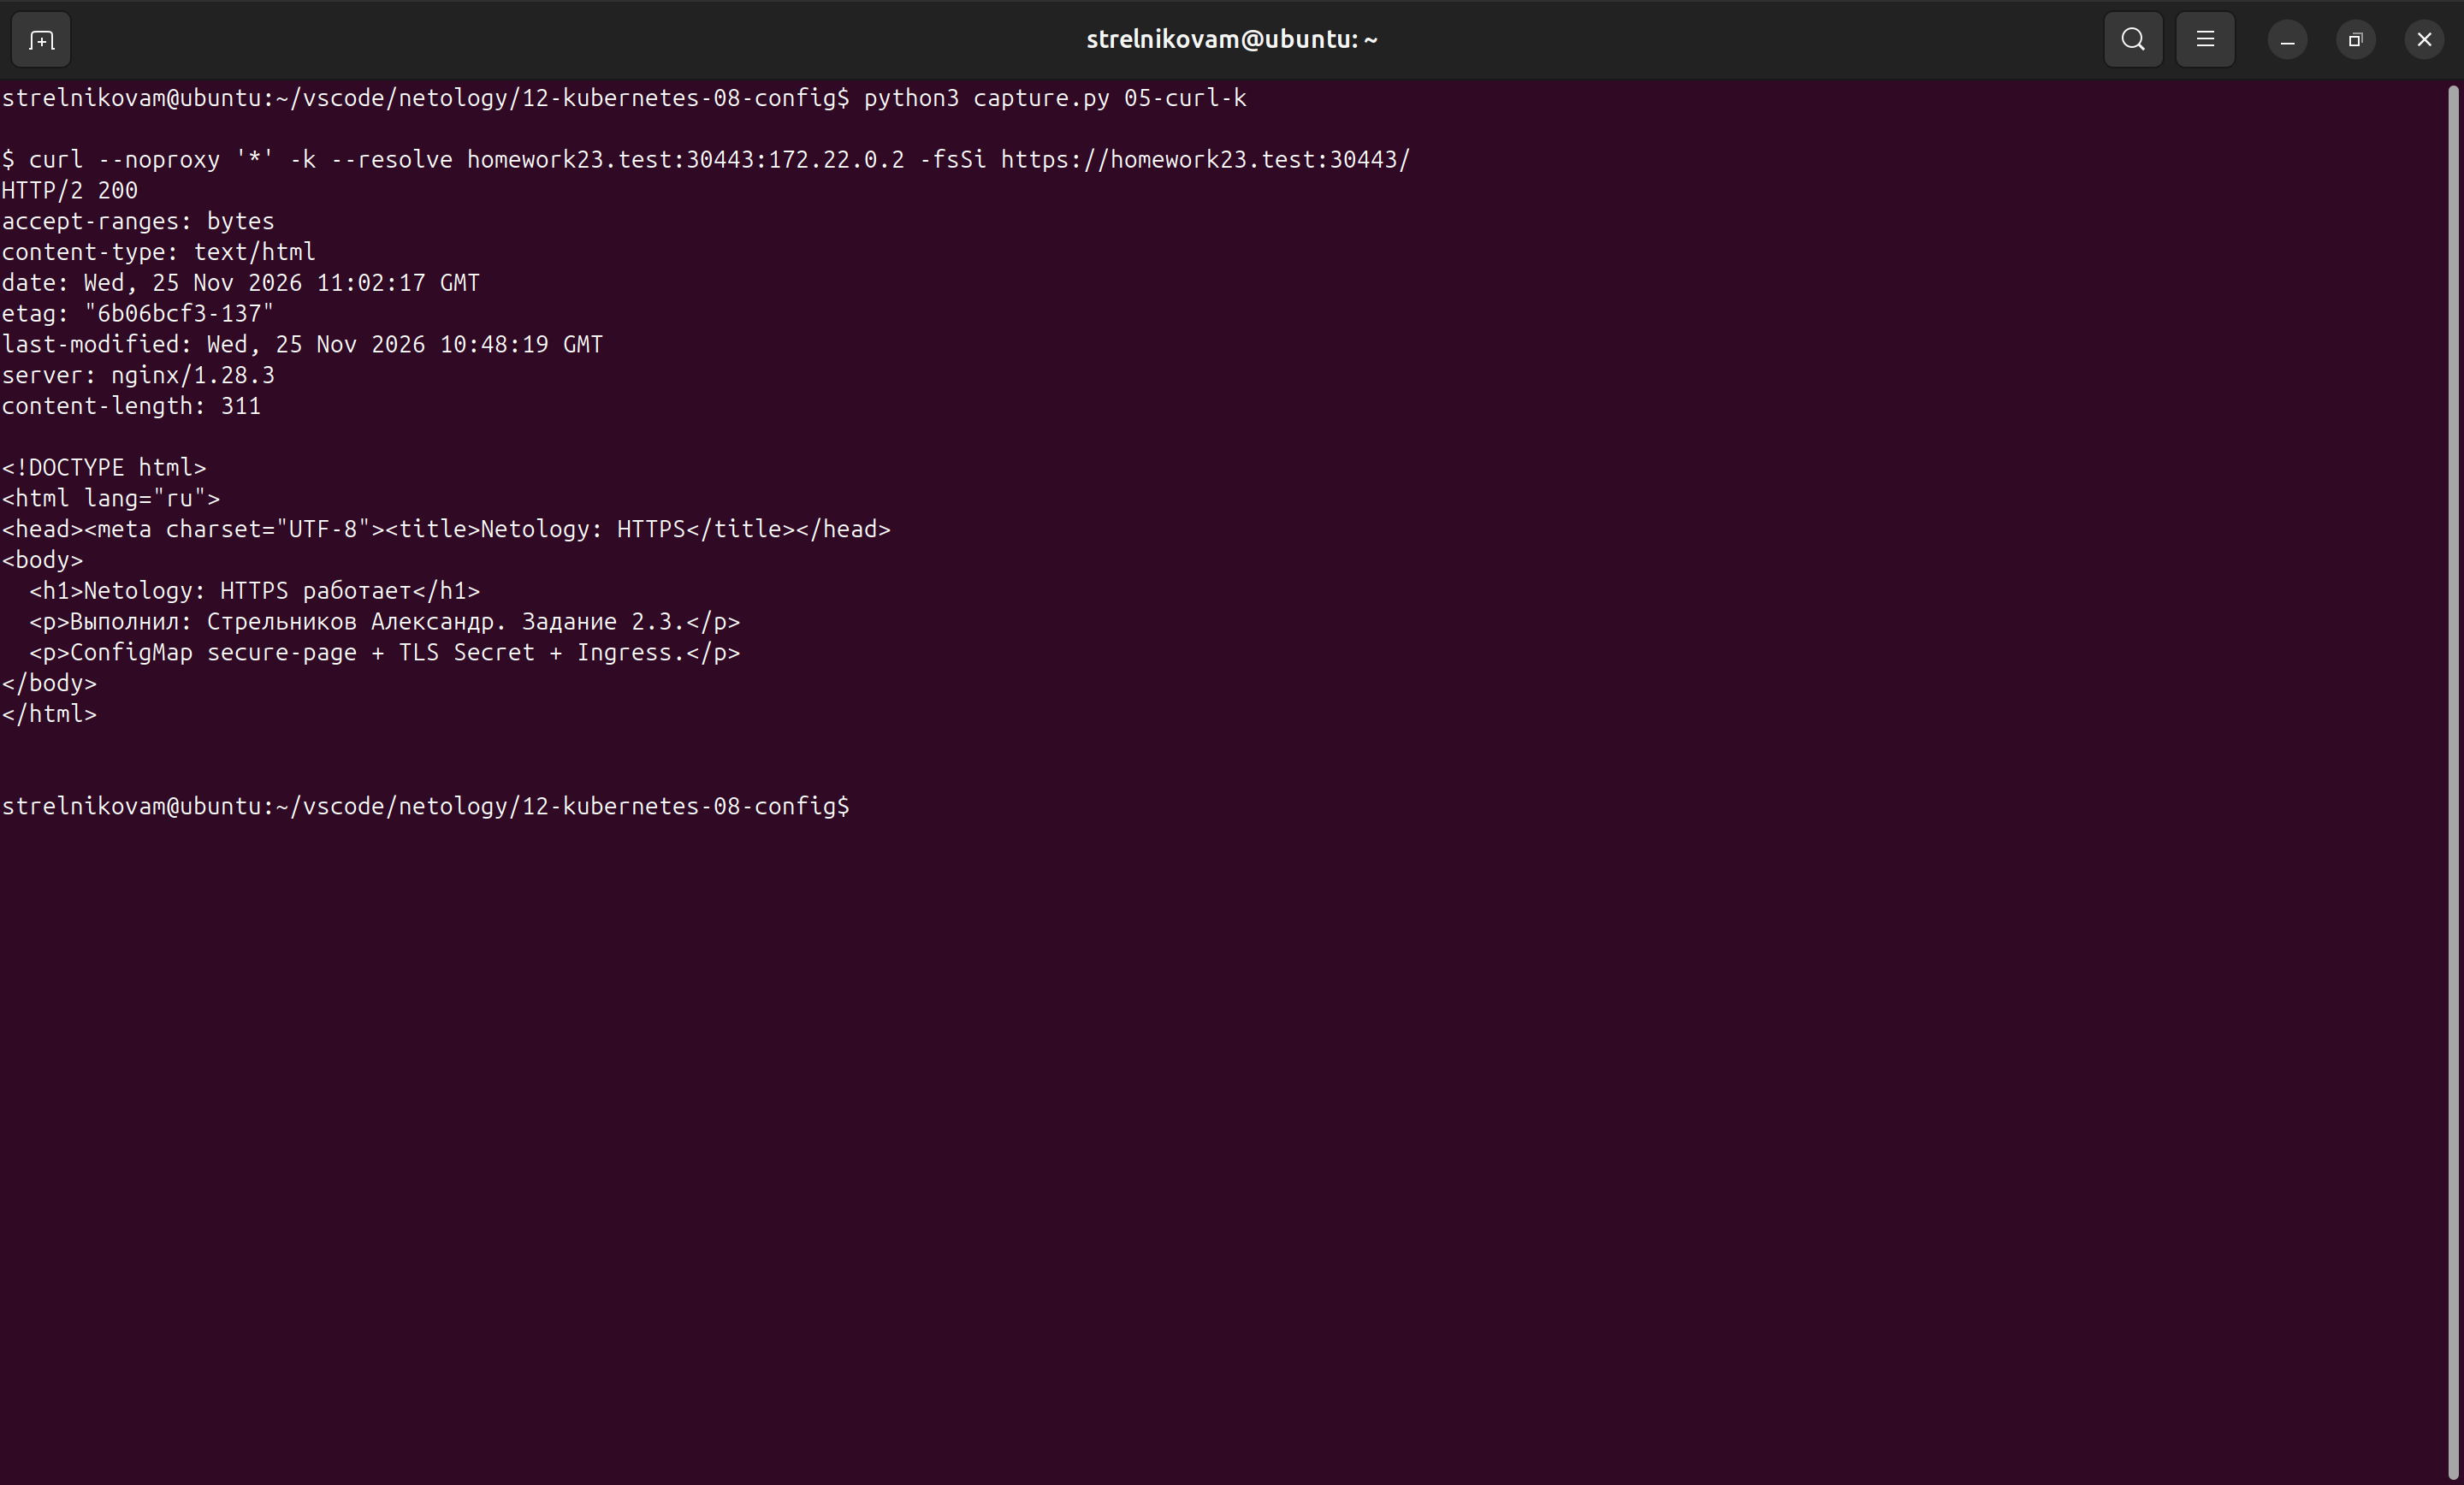 strelnikovam@ubuntu: ~
strelnikovam@ubuntu:~/vscode/netology/12-kubernetes-08-config$ python3 capture.py 05-curl-k
$ curl --noproxy '*' -k --resolve homework23.test:30443:172.22.0.2 -fsSi https://homework23.test:30443/
HTTP/2 200
accept-ranges: bytes
content-type: text/html
date: Wed, 25 Nov 2026 11:02:17 GMT
etag: "6b06bcf3-137"
last-modified: Wed, 25 Nov 2026 10:48:19 GMT
server: nginx/1.28.3
content-length: 311
<!DOCTYPE html>
<html lang="ru">
<head><meta charset="UTF-8"><title>Netology: HTTPS</title></head>
<body>
  <h1>Netology: HTTPS работает</h1>
  <p>Выполнил: Стрельников Александр. Задание 2.3.</p>
  <p>ConfigMap secure-page + TLS Secret + Ingress.</p>
</body>
</html>
strelnikovam@ubuntu:~/vscode/netology/12-kubernetes-08-config$